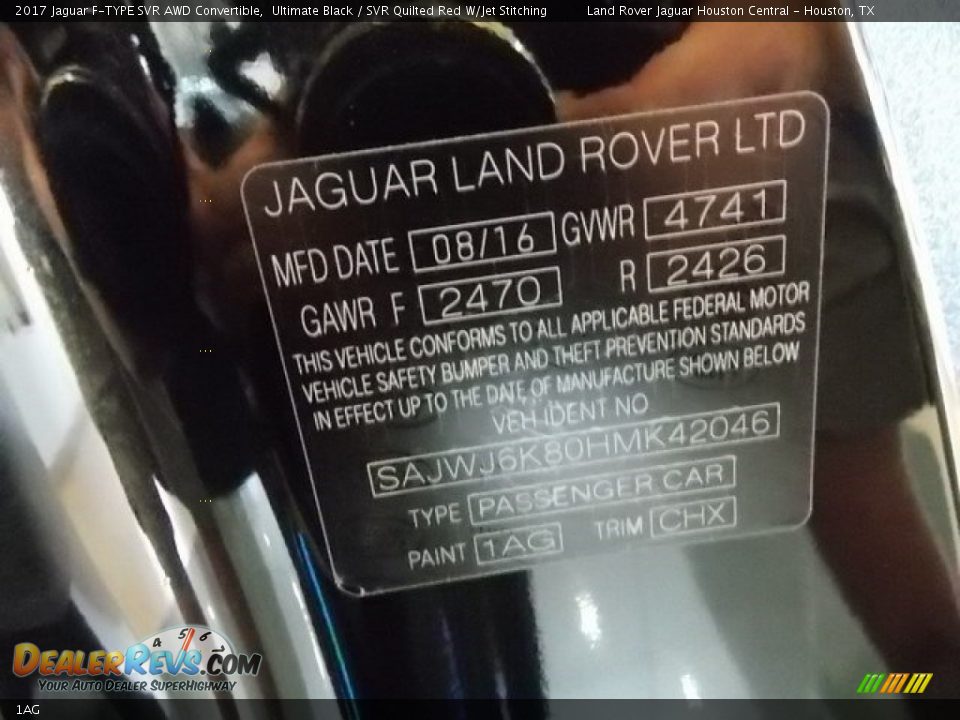 2017 Jaguar F-TYPE SVR AWD Convertible, Ultimate Black / SVR Quilted Red W/Jet Stitching Land Rover Jaguar Houston Central - Houston, TX
JAGUAR LAND ROVER LTD
MFD DATE 08/16 GVWR 4741
GAWR F 2470 R 2426
THIS VEHICLE CONFORMS TO ALL APPLICABLE FEDERAL MOTOR
VEHICLE SAFETY BUMPER AND THEFT PREVENTION STANDARDS
IN EFFECT UP TO THE DATE OF MANUFACTURE SHOWN BELOW
VEH IDENT NO
SAJWJ6K80HMK42046
TYPE PASSENGER CAR
PAINT 1AG TRIM CHX
4 5 6 7
DEALERREVS.COM
YOUR AUTO DEALER SUPERHIGHWAY
1AG